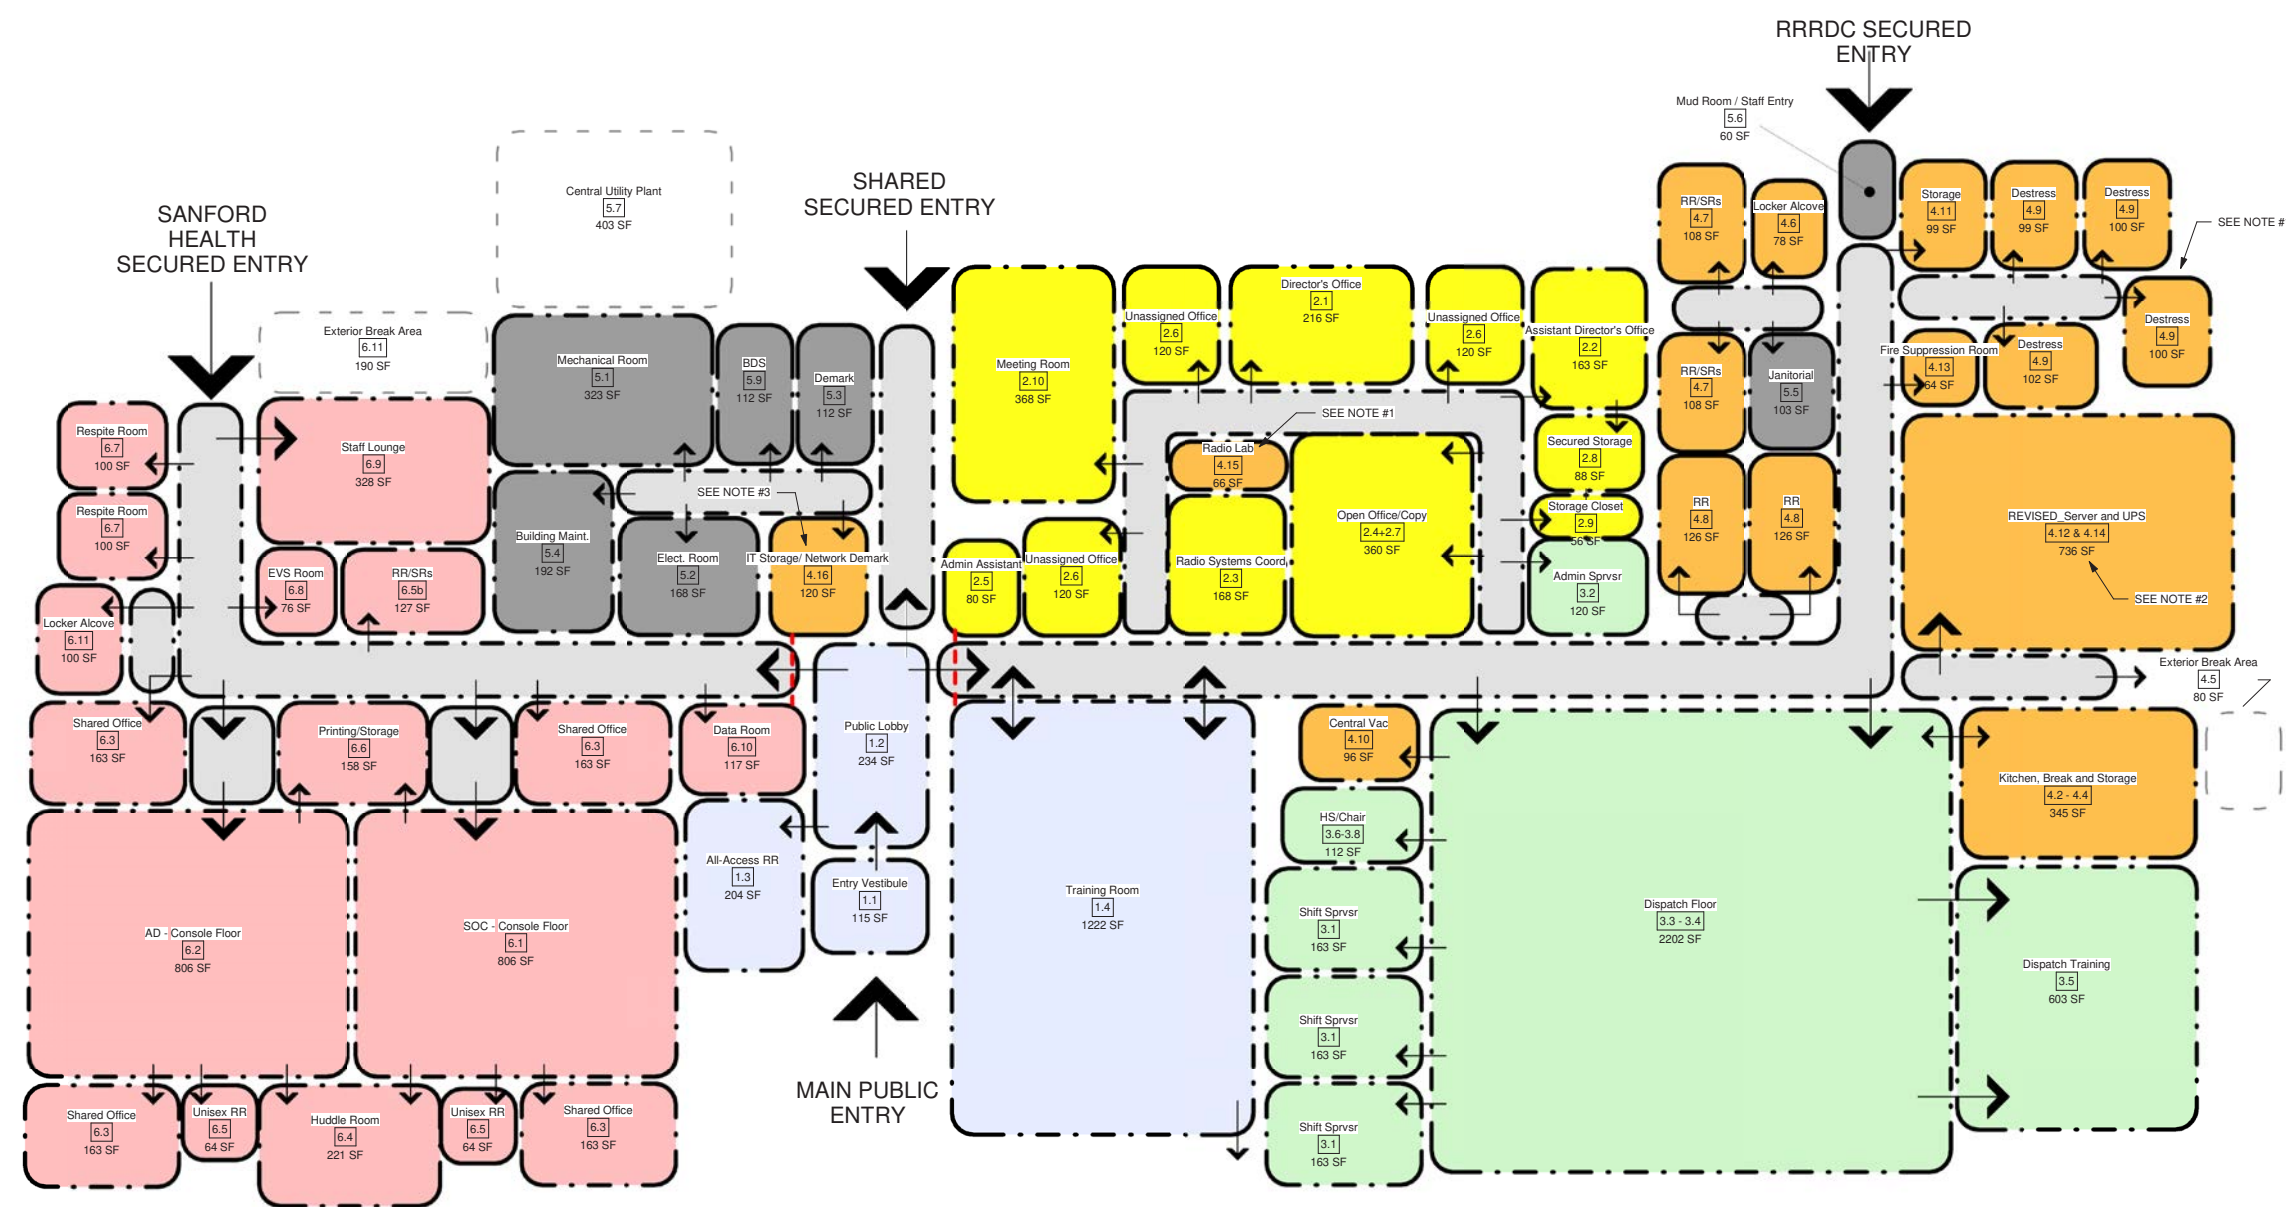 RRRDC SECURED
ENTRY
Mud Room / Staff Entry
5.6
60 SF
SHARED
SECURED ENTRY
SANFORD
HEALTH
SECURED ENTRY
Central Utility Plant
5.7
403 SF
Exterior Break Area
6.11
190 SF
Mechanical Room
5.1
323 SF
BDS
5.9
112 SF
Demark
5.3
112 SF
Meeting Room
2.10
368 SF
Unassigned Office
2.6
120 SF
Director's Office
2.1
216 SF
Unassigned Office
2.6
120 SF
Assistant Director's Office
2.2
163 SF
RR/SRs
4.7
108 SF
Locker Alcove
4.6
78 SF
Storage
4.11
99 SF
Destress
4.9
99 SF
Destress
4.9
100 SF
SEE NOTE #
Destress
4.9
100 SF
RR/SRs
4.7
108 SF
Janitorial
5.5
103 SF
Fire Suppression Room
4.13
64 SF
Destress
4.9
102 SF
Respite Room
6.7
100 SF
Staff Lounge
6.9
328 SF
SEE NOTE #1
Radio Lab
4.15
66 SF
Secured Storage
2.8
88 SF
Respite Room
6.7
100 SF
SEE NOTE #3
Building Maint.
5.4
192 SF
Elect. Room
5.2
168 SF
IT Storage/ Network Demark
4.16
120 SF
Admin Assistant
2.5
80 SF
Unassigned Office
2.6
120 SF
Radio Systems Coord.
2.3
168 SF
Open Office/Copy
2.4+2.7
360 SF
Storage Closet
2.9
56 SF
Admin Sprvsr
3.2
120 SF
RR
4.8
126 SF
RR
4.8
126 SF
REVISED_Server and UPS
4.12 & 4.14
736 SF
SEE NOTE #2
EVS Room
6.8
76 SF
RR/SRs
6.5b
127 SF
Locker Alcove
6.11
100 SF
Exterior Break Area
4.5
80 SF
Shared Office
6.3
163 SF
Printing/Storage
6.6
158 SF
Shared Office
6.3
163 SF
Data Room
6.10
117 SF
Public Lobby
1.2
234 SF
Central Vac
4.10
96 SF
Kitchen, Break and Storage
4.2 - 4.4
345 SF
HS/Chair
3.6-3.8
112 SF
All-Access RR
1.3
204 SF
Entry Vestibule
1.1
115 SF
Training Room
1.4
1222 SF
Shift Sprvsr
3.1
163 SF
Dispatch Floor
3.3 - 3.4
2202 SF
AD - Console Floor
6.2
806 SF
SOC - Console Floor
6.1
806 SF
Dispatch Training
3.5
603 SF
Shift Sprvsr
3.1
163 SF
MAIN PUBLIC
ENTRY
Shared Office
6.3
163 SF
Unisex RR
6.5
64 SF
Huddle Room
6.4
221 SF
Unisex RR
6.5
64 SF
Shared Office
6.3
163 SF
Shift Sprvsr
3.1
163 SF